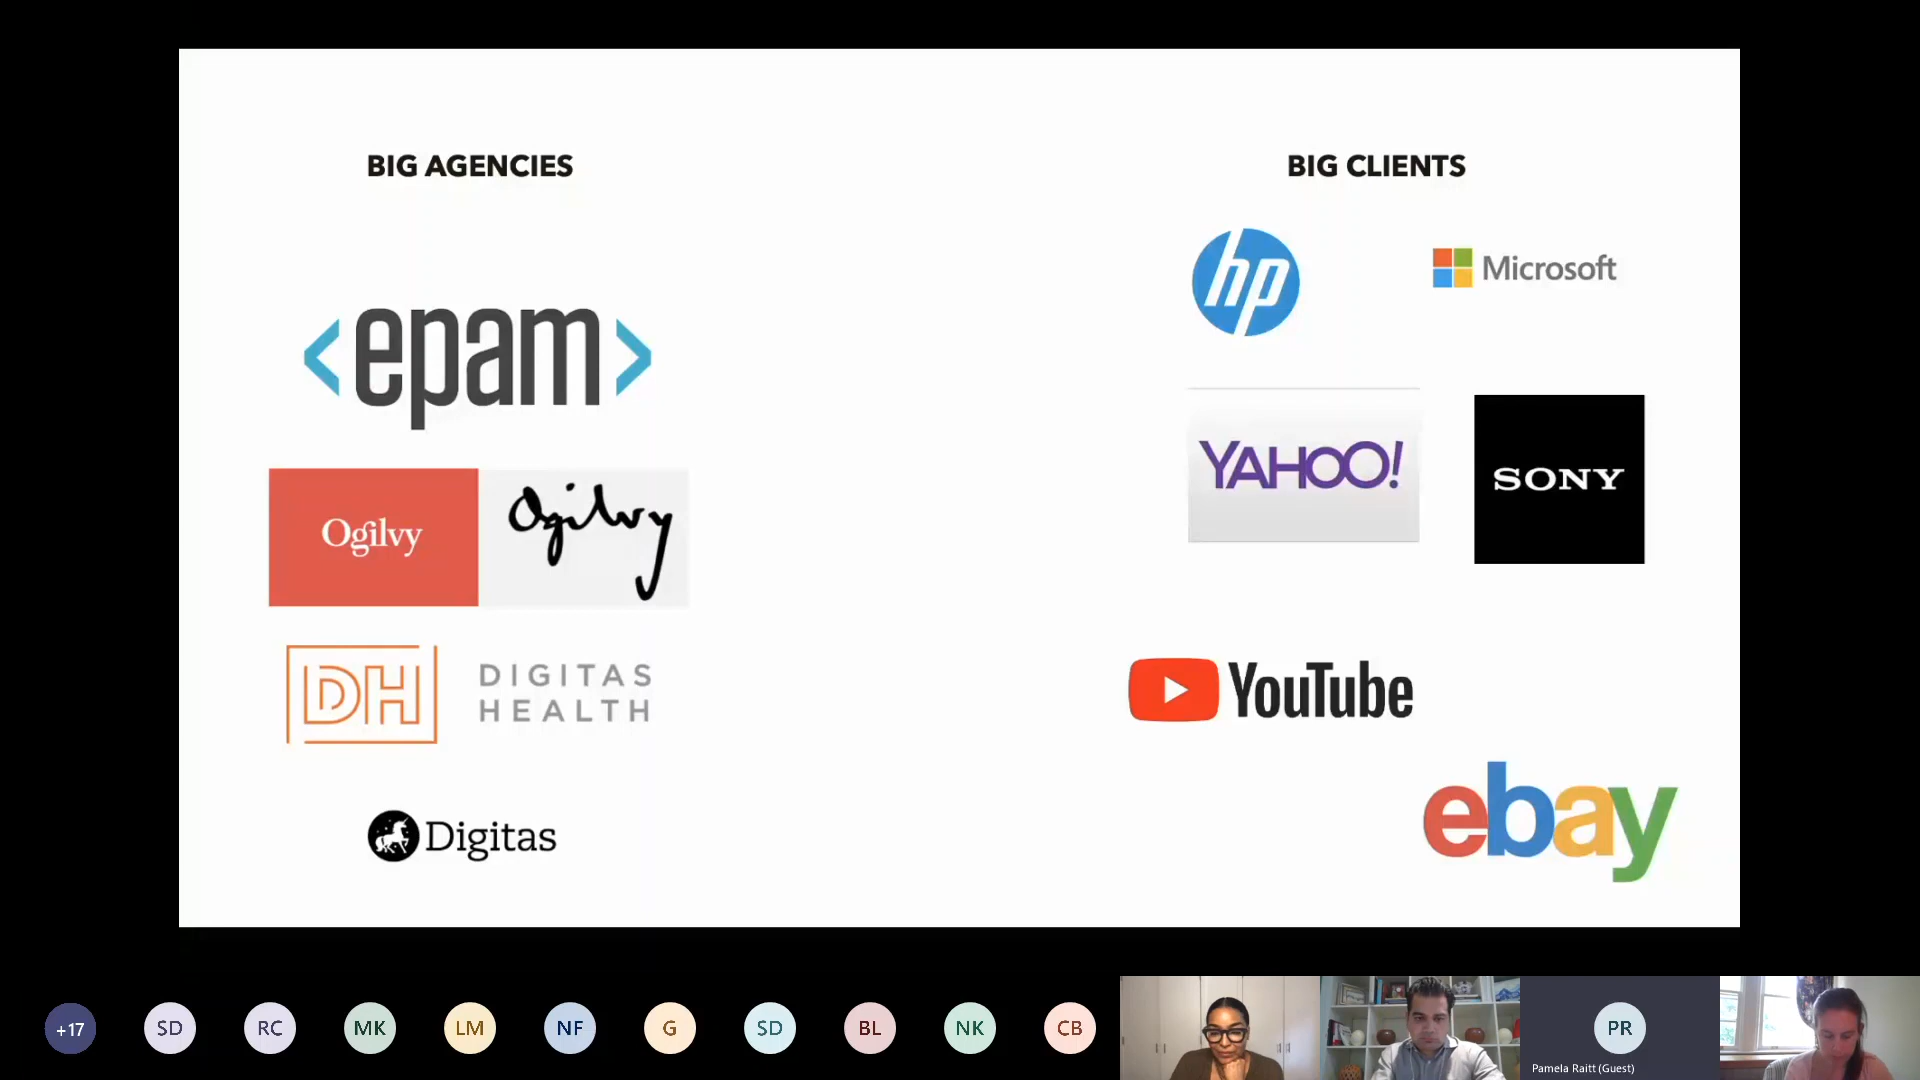 BIG AGENCIES
BIG CLIENTS
hp
Microsoft
<epam>
YAHOO!
SONY
Ogilvy
Ogilvy
DH
DIGITAS
HEALTH
YouTube
Digitas
ebay
+17
SD
RC
MK
LM
NF
G
SD
BL
NK
CB
PR
Pamela Raitt (Guest)